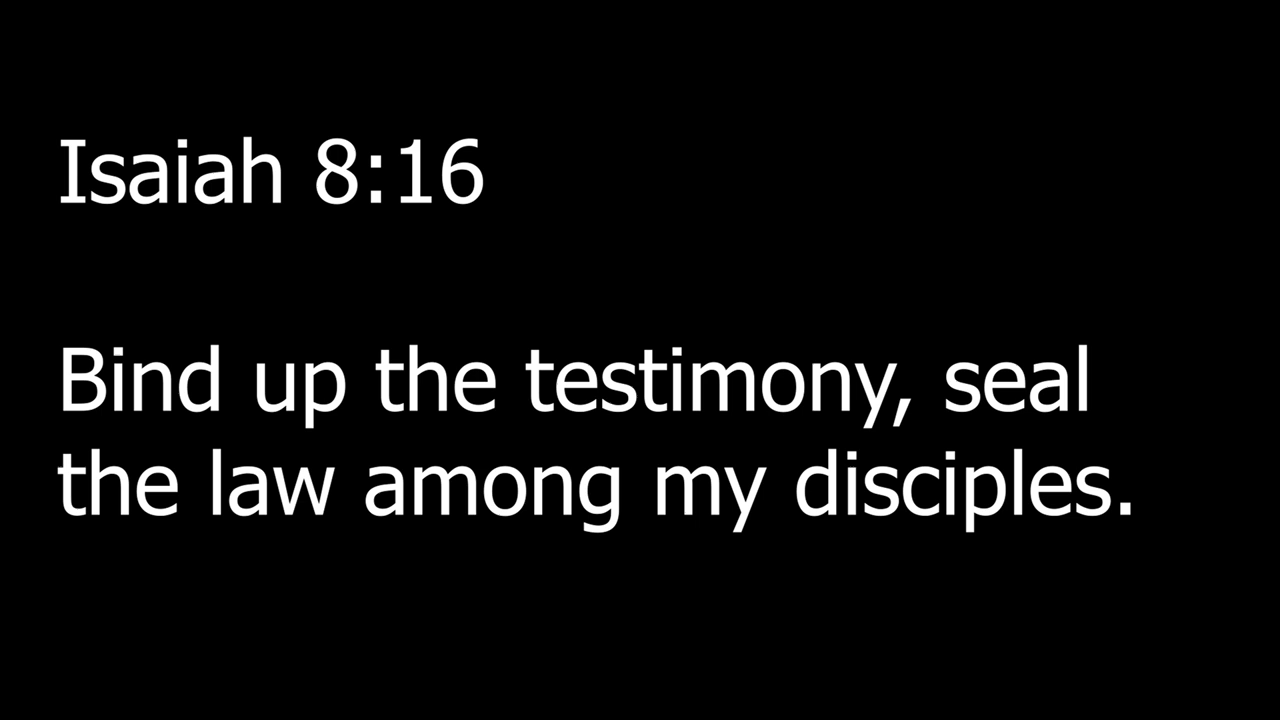 Isaiah 8:16
Bind up the testimony, seal
the law among my disciples.